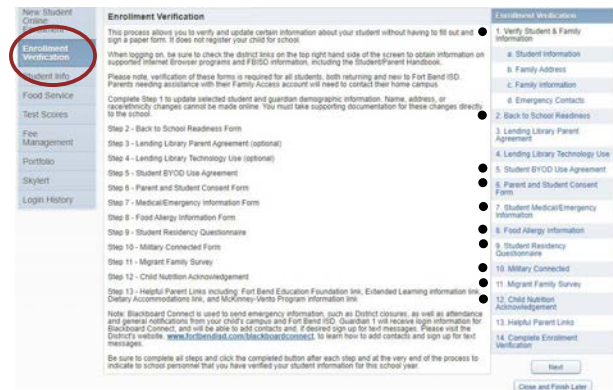 New Student
Online
Enrollment
Verification
Student Info
Food Service
Test Scores
Fee
Management
Portfolio
Skylert
Login History
Enrollment Verification
This process allows you to verify and update certain information about your student without having to fill out and
sign a paper form. It does not register your child for school.
When logging on, be sure to check the district links on the top right hand side of the screen to obtain information on
supported Internet Browser programs and FBISD information, including the Student/Parent Handbook.
Please note, verification of these forms is required for all students, both returning and new to Fort Bend ISD.
Parents needing assistance with their Family Access account will need to contact their home campus.
Complete Step 1 to update selected student and guardian demographic information. Name, address, or
race/ethnicity changes cannot be made online. You must take supporting documentation for these changes directly
to the school.
Step 2 - Back to School Readiness Form
Step 3 - Lending Library Parent Agreement (optional)
Step 4 - Lending Library Technology Use (optional)
Step 5 - Student BYOD Use Agreement
Step 6 - Parent and Student Consent Form
Step 7 - Medical/Emergency Information Form
Step 8 - Food Allergy Information Form
Step 9 - Student Residency Questionnaire
Step 10 - Military Connected Form
Step 11 - Migrant Family Survey
Step 12 - Child Nutrition Acknowledgement
Step 13 - Helpful Parent Links including: Fort Bend Education Foundation link, Extended Learning information link,
Dietary Accommodations link, and McKinney-Vento Program information link
Note: Blackboard Connect is used to send emergency information, such as District closures, as well as attendance
and general notifications from your child's campus and Fort Bend ISD. Guardian 1 will receive login information for
Blackboard Connect, and will be able to add contacts and, if desired sign up for text messages. Please visit the
District's website, www.fortbendisd.com/blackboardconnect, to learn how to add contacts and sign up for text
messages.
Be sure to complete all steps and click the completed button after each step and at the very end of the process to
indicate to school personnel that you have verified your student information for this school year.
Enrollment Verification
1. Verify Student & Family
Information
a. Student Information
b. Family Address
c. Family Information
d. Emergency Contacts
2. Back to School Readiness
3. Lending Library Parent
Agreement
4. Lending Library Technology Use
5. Student BYOD Use Agreement
6. Parent and Student Consent
Form
7. Student Medical/Emergency
Information
8. Food Allergy Information
9. Student Residency
Questionnaire
10. Military Connected
11. Migrant Family Survey
12. Child Nutrition
Acknowledgement
13. Helpful Parent Links
14. Complete Enrollment
Verification
Next
Close and Finish Later